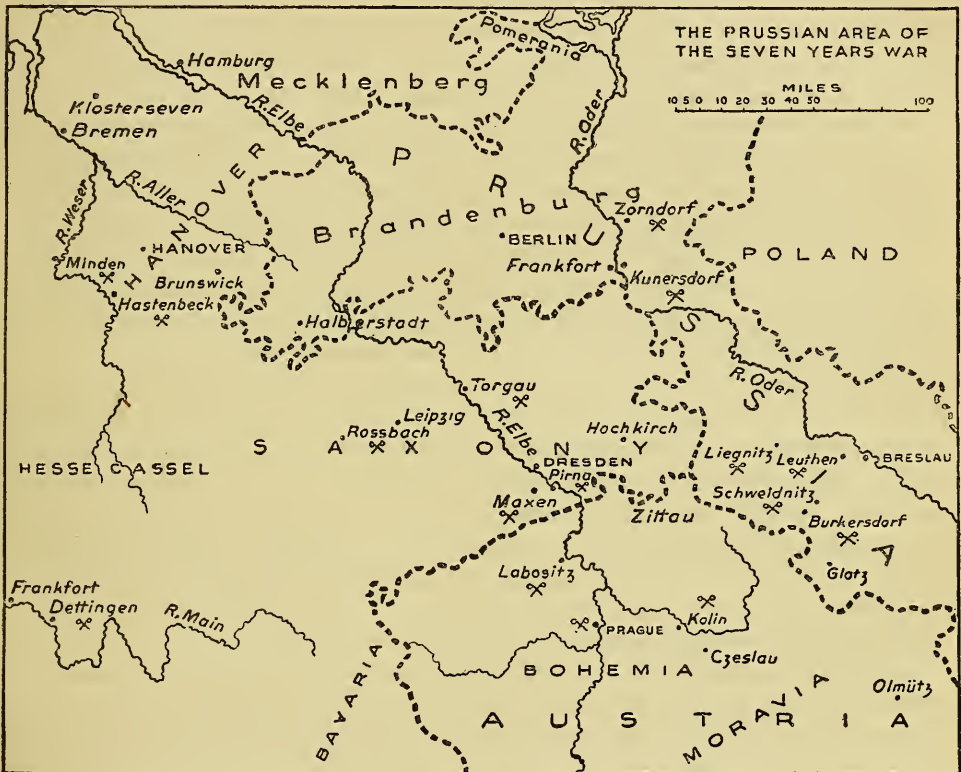 THE PRUSSIAN AREA OF
THE SEVEN YEARS WAR
MILES
10 5 0 10 20 30 40 50 100
Pomerania
Hamburg
Mecklenberg
R. Elbe
R. Oder
Klosterseven
Bremen
R. Aller
R. Weser
HANOVER
PRUSSIA
Brandenburg
Zorndorf
BERLIN
POLAND
HANOVER
Minden
Brunswick
Hastenbeck
Frankfort
Kunersdorf
Halberstadt
R. Oder
Torgau
Leipzig
Rossbach
R. Elbe
Hochkirch
SAXONY
Liegnitz
Leuthen
BRESLAU
HESSE CASSEL
DRESDEN
Pirna
Maxen
Zittau
Schweidnitz
Burkersdorf
Glatz
Labositz
Frankfort
Dettingen
R. Main
PRAGUE
Kolin
Czeslau
BOHEMIA
BAVARIA
MORAVIA
Olmütz
AUSTRIA